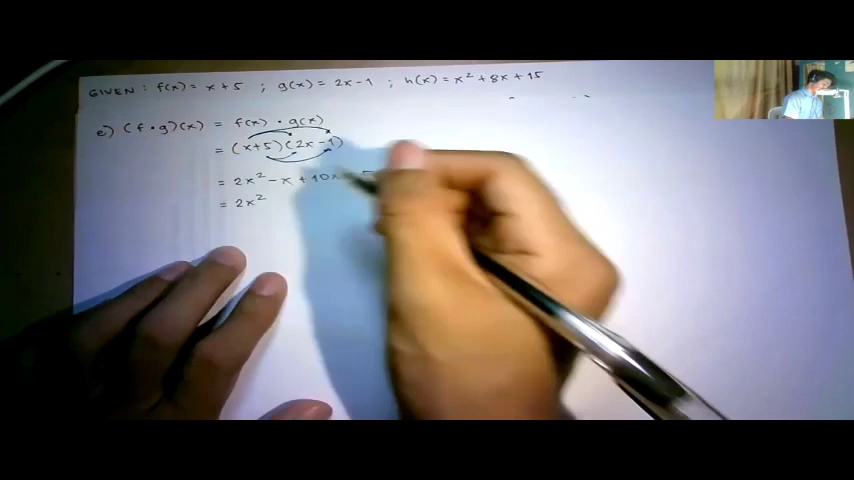 GIVEN: f(x) = x+5 ; g(x) = 2x-1 ; h(x) = x² + 8x + 15
e) (f·g)(x) = f(x) · g(x)
= (x+5)(2x-1)
= 2x² - x + 10x
= 2x²